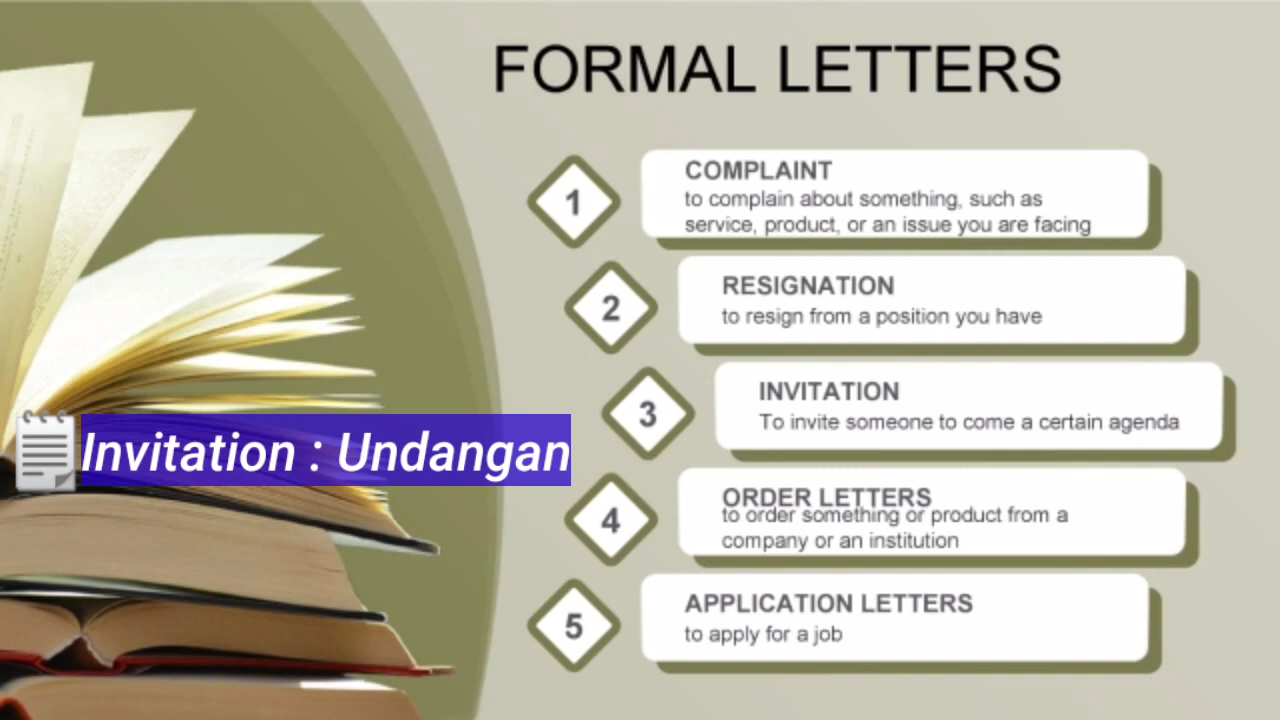 FORMAL LETTERS
1
COMPLAINT
to complain about something, such as
service, product, or an issue you are facing
2
RESIGNATION
to resign from a position you have
3
INVITATION
To invite someone to come a certain agenda
Invitation : Undangan
4
ORDER LETTERS
to order something or product from a
company or an institution
5
APPLICATION LETTERS
to apply for a job